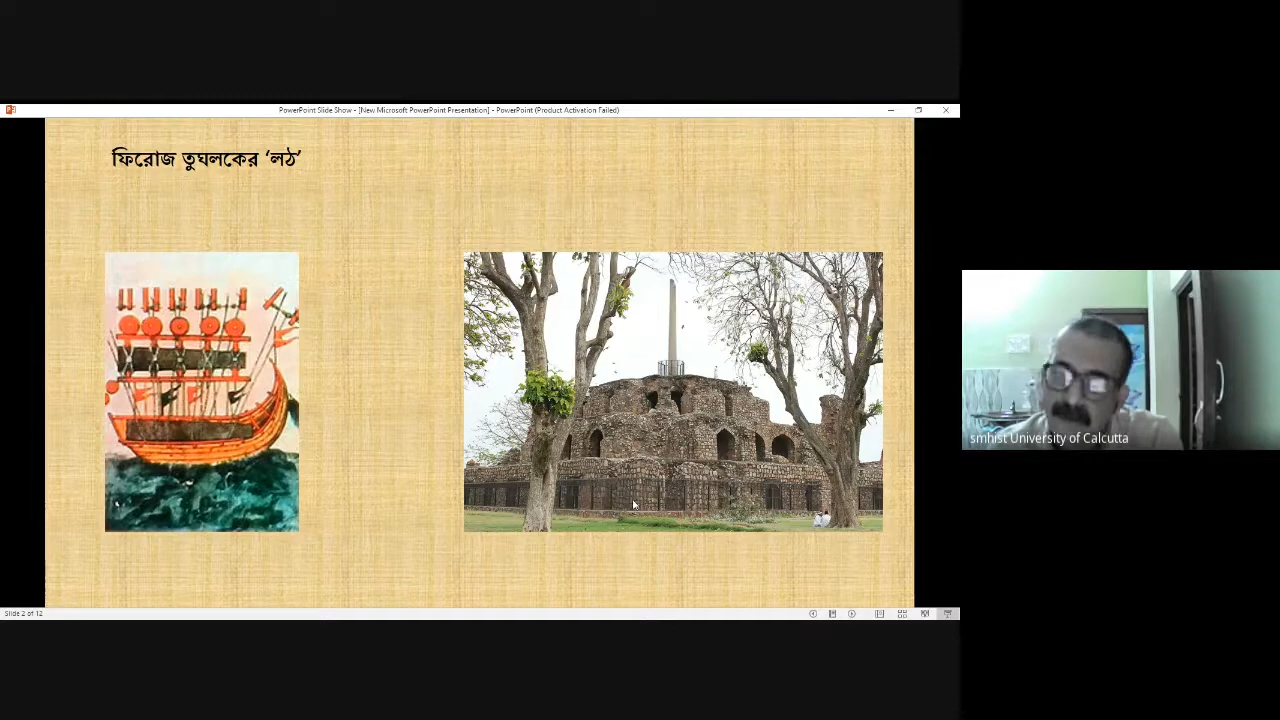 PowerPoint Slide Show - [New Microsoft PowerPoint Presentation] - PowerPoint (Product Activation Failed)
ফিরোজ তুঘলকের ‘লঠ’
smhist University of Calcutta
Slide 2 of 12